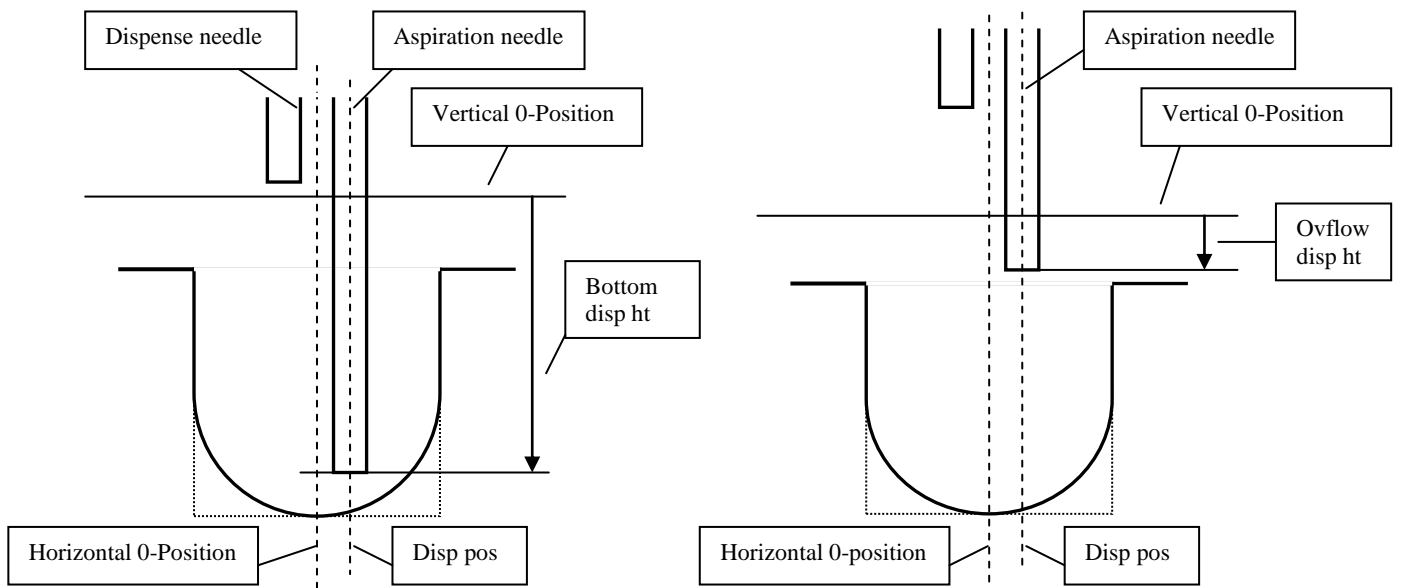 Dispense needle
Aspiration needle
Vertical 0-Position
Bottom
disp ht
Horizontal 0-Position
Disp pos
Aspiration needle
Vertical 0-Position
Ovflow
disp ht
Horizontal 0-position
Disp pos